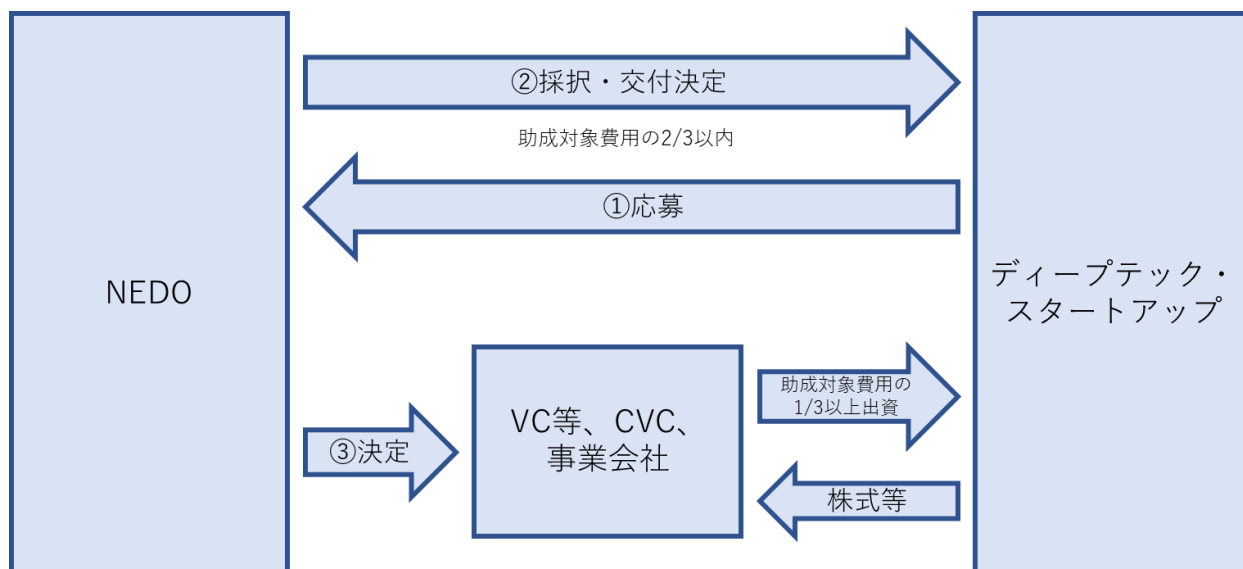 ②採択・交付決定
助成対象費用の2/3以内
①応募
NEDO
ディープテック・
スタートアップ
VC等、CVC、
事業会社
助成対象費用の
1/3以上出資
③決定
株式等